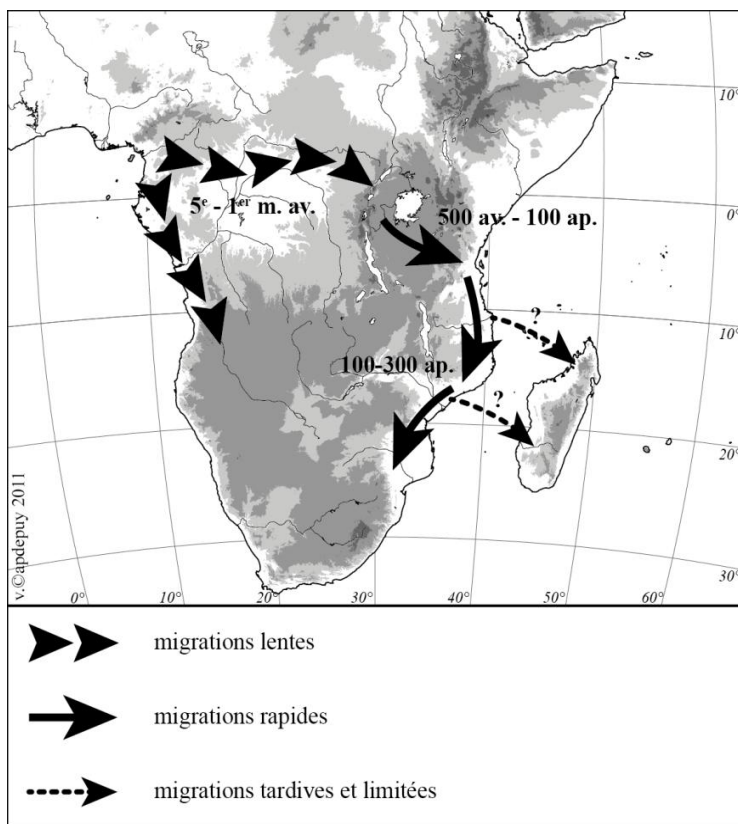 10°
5e - 1er m. av.
500 av. - 100 ap.
0°
?
10°
100-300 ap.
?
20°
30°
v.©apdepuy 2011
0°
10°
20°
30°
40°
50°
60°
migrations lentes
migrations rapides
migrations tardives et limitées